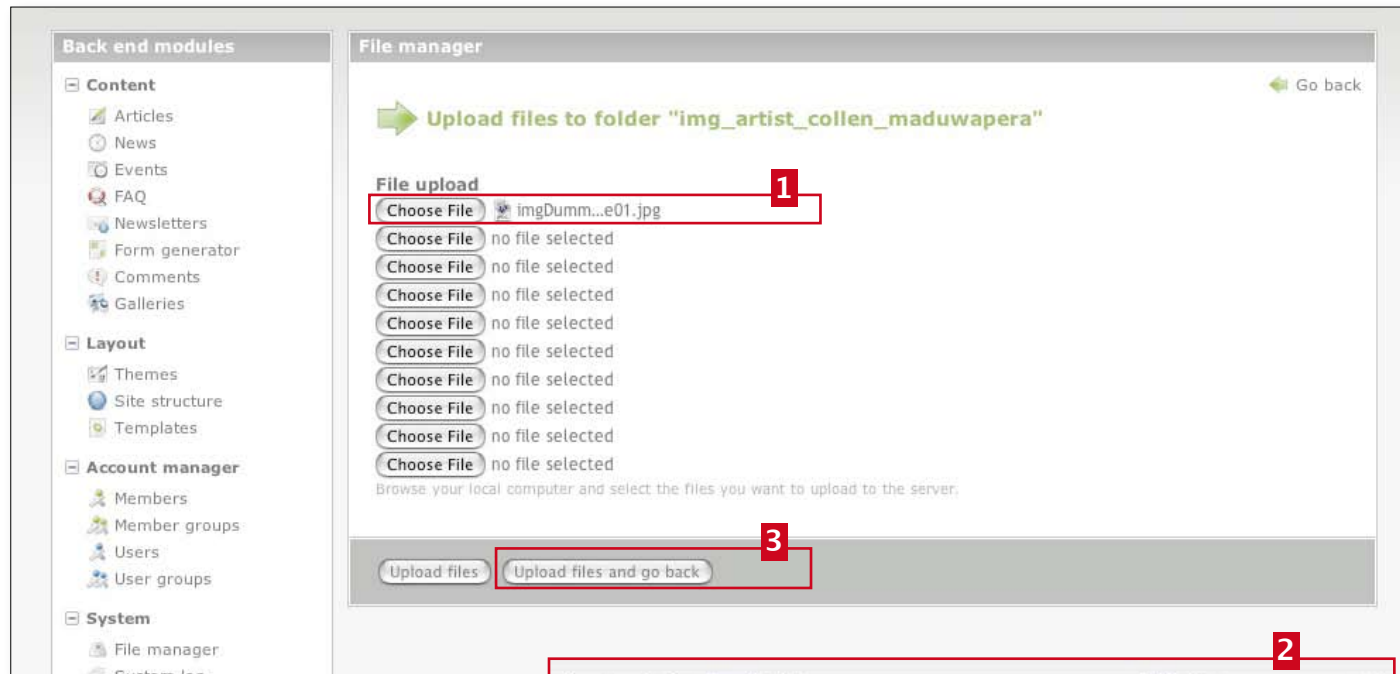 Back end modules
Content
Articles
News
Events
FAQ
Newsletters
Form generator
Comments
Galleries
Layout
Themes
Site structure
Templates
Account manager
Members
Member groups
Users
User groups
System
File manager
File manager
Go back
Upload files to folder "img_artist_collen_maduwapera"
File upload
1
Choose File imgDumm...e01.jpg
Choose File no file selected
Choose File no file selected
Choose File no file selected
Choose File no file selected
Choose File no file selected
Choose File no file selected
Choose File no file selected
Choose File no file selected
Choose File no file selected
Browse your local computer and select the files you want to upload to the server.
3
Upload files Upload files and go back
2